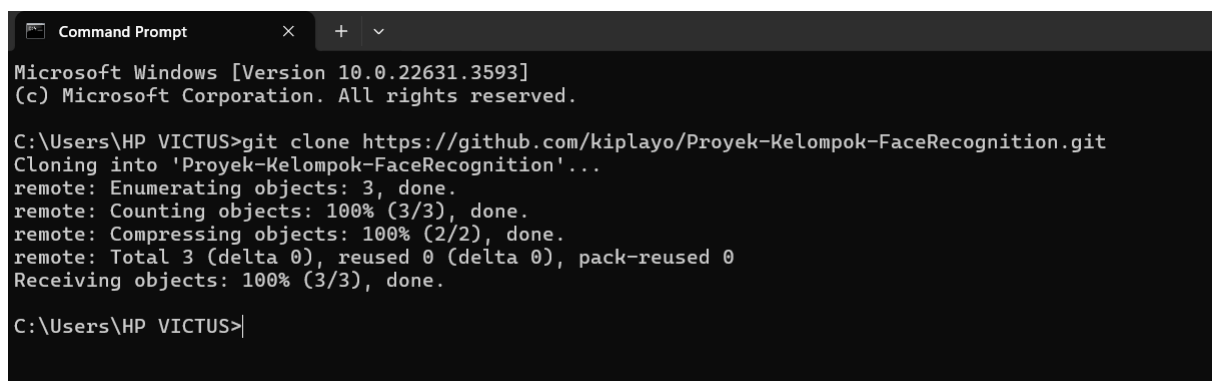 Command Prompt
Microsoft Windows [Version 10.0.22631.3593]
(c) Microsoft Corporation. All rights reserved.
C:\Users\HP VICTUS>git clone https://github.com/kiplayo/Proyek-Kelompok-FaceRecognition.git
Cloning into 'Proyek-Kelompok-FaceRecognition'...
remote: Enumerating objects: 3, done.
remote: Counting objects: 100% (3/3), done.
remote: Compressing objects: 100% (2/2), done.
remote: Total 3 (delta 0), reused 0 (delta 0), pack-reused 0
Receiving objects: 100% (3/3), done.
C:\Users\HP VICTUS>